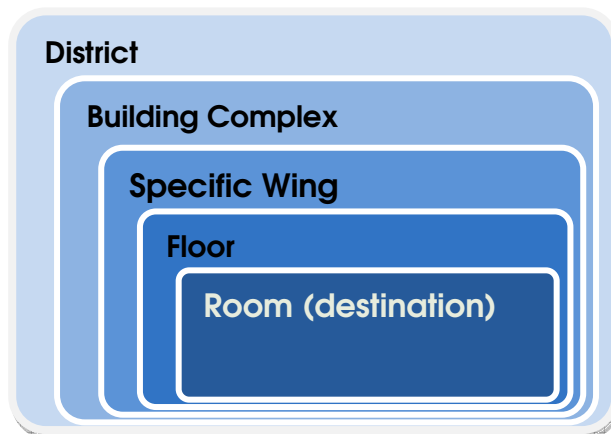 District
Building Complex
Specific Wing
Floor
Room (destination)